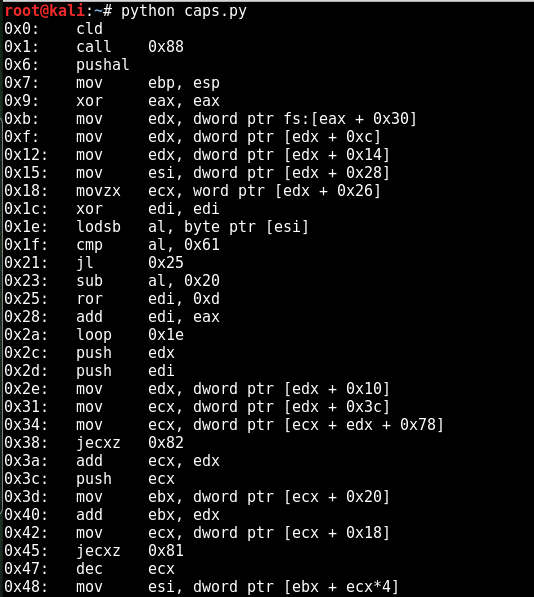 root@kali:~# python caps.py
0x0: cld
0x1: call 0x88
0x6: pushal
0x7: mov ebp, esp
0x9: xor eax, eax
0xb: mov edx, dword ptr fs:[eax + 0x30]
0xf: mov edx, dword ptr [edx + 0xc]
0x12: mov edx, dword ptr [edx + 0x14]
0x15: mov esi, dword ptr [edx + 0x28]
0x18: movzx ecx, word ptr [edx + 0x26]
0x1c: xor edi, edi
0x1e: lodsb al, byte ptr [esi]
0x1f: cmp al, 0x61
0x21: jl 0x25
0x23: sub al, 0x20
0x25: ror edi, 0xd
0x28: add edi, eax
0x2a: loop 0x1e
0x2c: push edx
0x2d: push edi
0x2e: mov edx, dword ptr [edx + 0x10]
0x31: mov ecx, dword ptr [edx + 0x3c]
0x34: mov ecx, dword ptr [ecx + edx + 0x78]
0x38: jecxz 0x82
0x3a: add ecx, edx
0x3c: push ecx
0x3d: mov ebx, dword ptr [ecx + 0x20]
0x40: add ebx, edx
0x42: mov ecx, dword ptr [ecx + 0x18]
0x45: jecxz 0x81
0x47: dec ecx
0x48: mov esi, dword ptr [ebx + ecx*4]